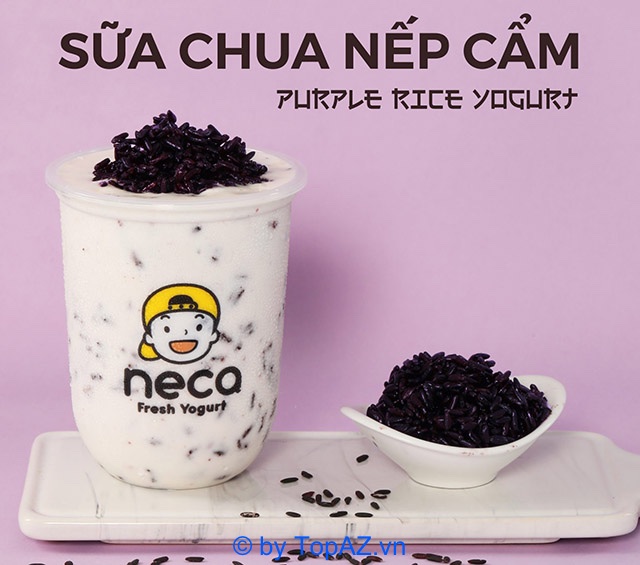 SỮA CHUA NẾP CẨM
PURPLE RICE YOGURT
neca
Fresh Yogurt
© by TopAZ.vn